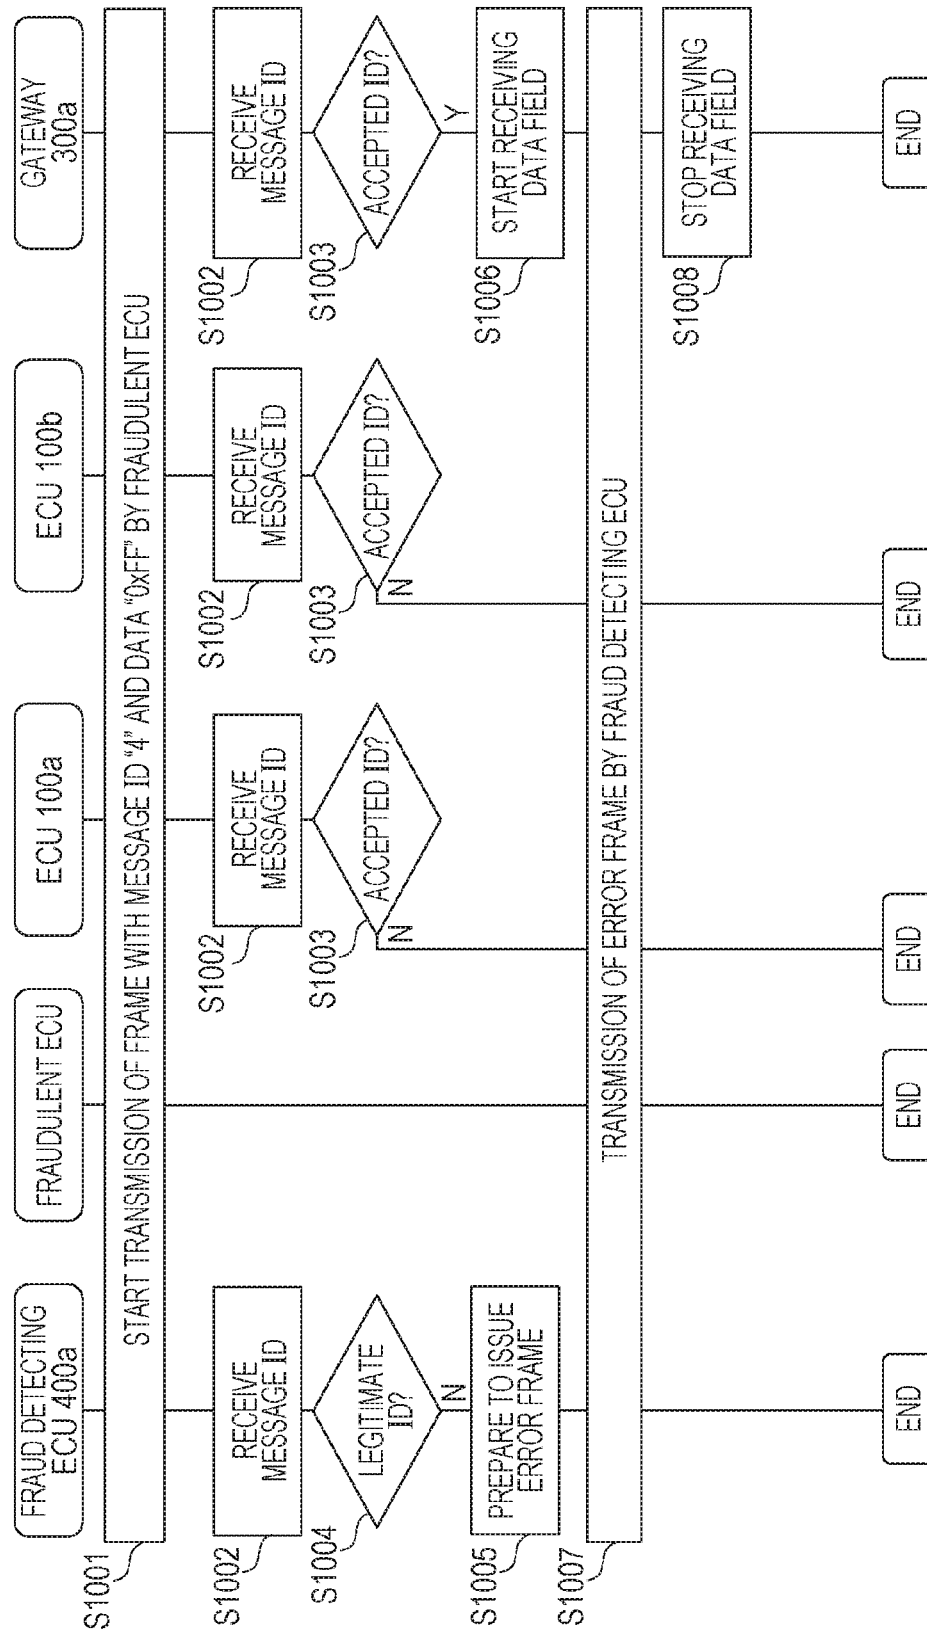 FRAUD DETECTING
ECU 400a
FRAUDULENT ECU
ECU 100a
ECU 100b
GATEWAY
300a
S1001
START TRANSMISSION OF FRAME WITH MESSAGE ID "4" AND DATA "0xFF" BY FRAUDULENT ECU
S1002
RECEIVE
MESSAGE ID
S1002
RECEIVE
MESSAGE ID
S1002
RECEIVE
MESSAGE ID
S1002
RECEIVE
MESSAGE ID
S1004
LEGITIMATE
ID?
N
S1003
ACCEPTED ID?
N
S1003
ACCEPTED ID?
N
S1003
ACCEPTED ID?
Y
S1005
PREPARE TO ISSUE
ERROR FRAME
S1006
START RECEIVING
DATA FIELD
S1007
TRANSMISSION OF ERROR FRAME BY FRAUD DETECTING ECU
S1008
STOP RECEIVING
DATA FIELD
END
END
END
END
END